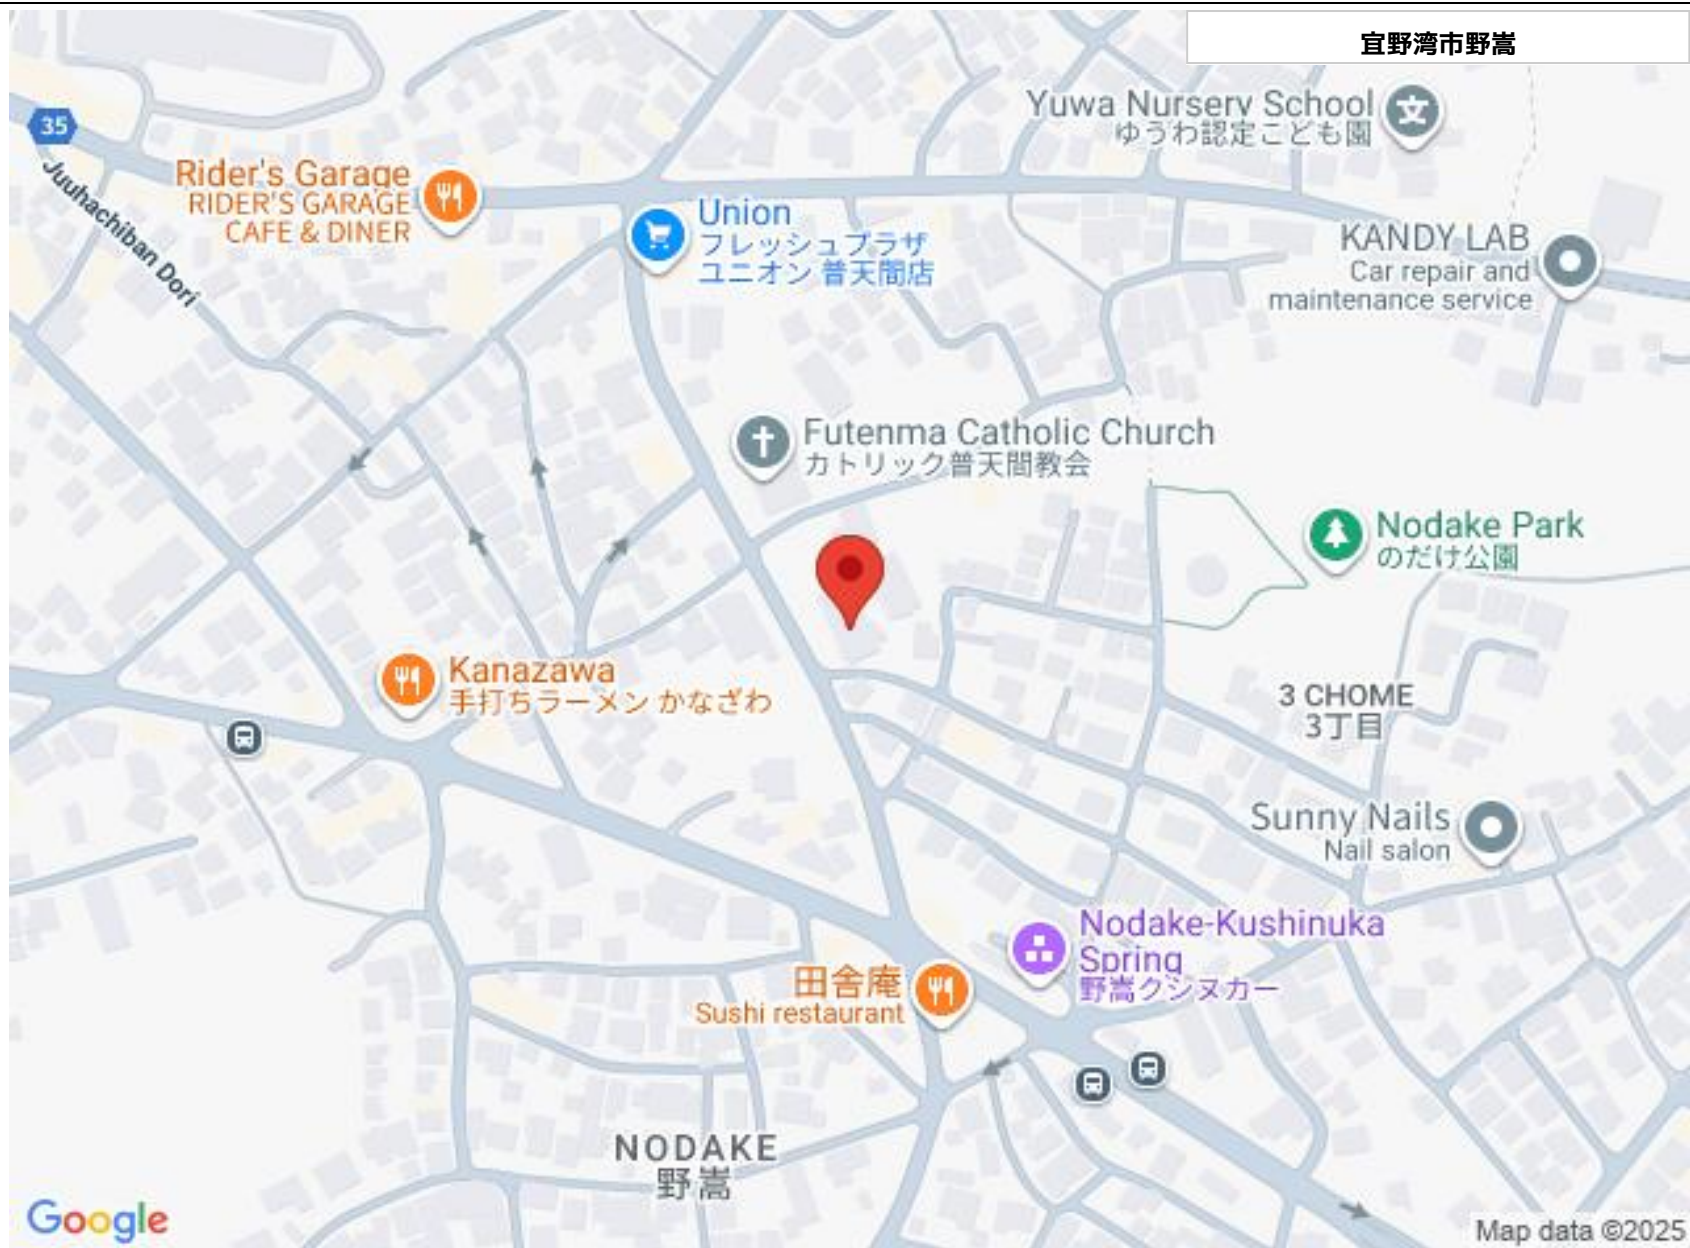 宜野湾市野嵩
Yuwa Nursery School
ゆうわ認定こども園
35
Juuhachiban Dori
Rider's Garage
RIDER'S GARAGE
CAFE & DINER
Union
フレッシュプラザ
ユニオン 普天間店
KANDY LAB
Car repair and
maintenance service
Futenma Catholic Church
カトリック普天間教会
Nodake Park
のだけ公園
Kanazawa
手打ちラーメン かなざわ
3 CHOME
3丁目
Sunny Nails
Nail salon
Nodake-Kushinuka
Spring
野嵩クシヌカー
田舎庵
Sushi restaurant
NODAKE
野嵩
Google
Map data ©2025